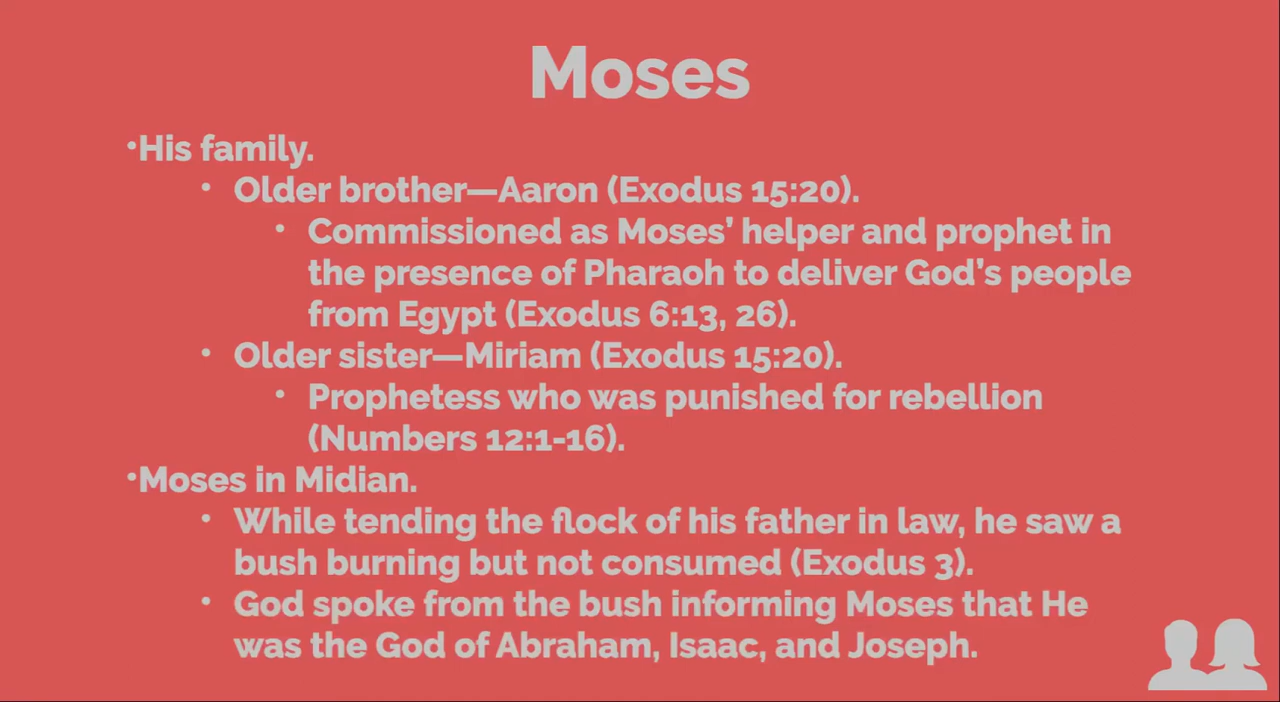 Moses
•His family.
• Older brother—Aaron (Exodus 15:20).
• Commissioned as Moses’ helper and prophet in
the presence of Pharaoh to deliver God’s people
from Egypt (Exodus 6:13, 26).
• Older sister—Miriam (Exodus 15:20).
• Prophetess who was punished for rebellion
(Numbers 12:1-16).
•Moses in Midian.
• While tending the flock of his father in law, he saw a
bush burning but not consumed (Exodus 3).
• God spoke from the bush informing Moses that He
was the God of Abraham, Isaac, and Joseph.